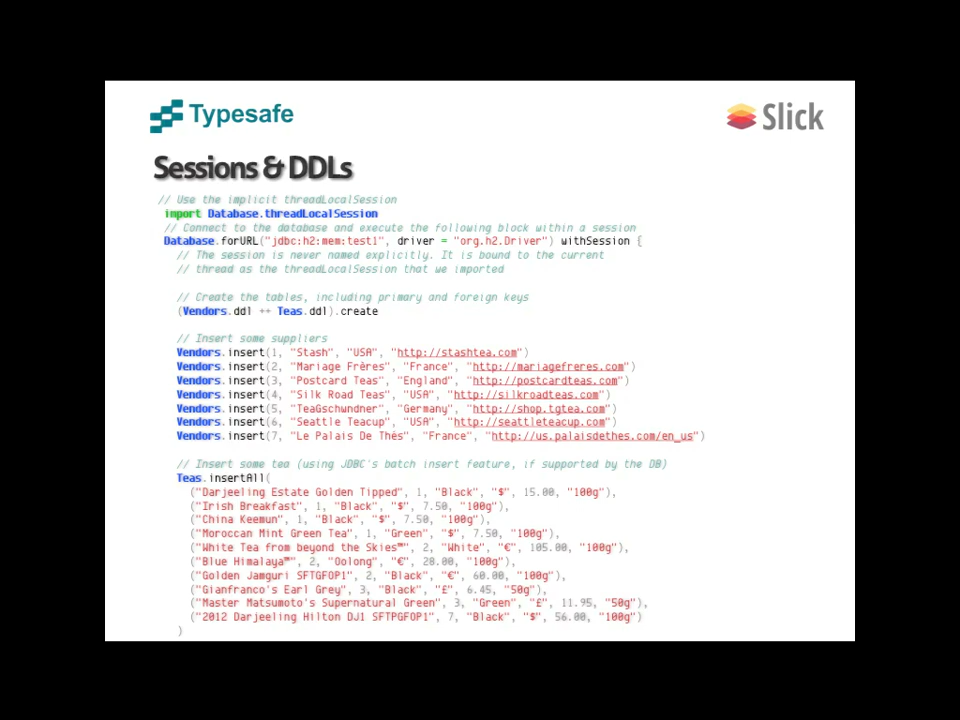 Typesafe
Slick
Sessions & DDLs
// Use the implicit threadLocalSession
import Database.threadLocalSession
// Connect to the database and execute the following block within a session
Database.forURL("jdbc:h2:mem:test1", driver = "org.h2.Driver") withSession {
// The session is never named explicitly. It is bound to the current
// thread as the threadLocalSession that we imported
// Create the tables, including primary and foreign keys
(Vendors.ddl ++ Teas.ddl).create
// Insert some suppliers
Vendors.insert(1, "Stash", "USA", "http://stashtea.com")
Vendors.insert(2, "Mariage Frères", "France", "http://mariagefreres.com")
Vendors.insert(3, "Postcard Teas", "England", "http://postcardteas.com")
Vendors.insert(4, "Silk Road Teas", "USA", "http://silkroadteas.com")
Vendors.insert(5, "TeaGschwndner", "Germany", "http://shop.tgtea.com")
Vendors.insert(6, "Seattle Teacup", "USA", "http://seattleteacup.com")
Vendors.insert(7, "Le Palais De Thès", "France", "http://us.palaisdethes.com/en_us")
// Insert some tea (using JDBC's batch insert feature, if supported by the DB)
Teas.insertAll(
("Darjeeling Estate Golden Tipped", 1, "Black", "$", 15.00, "100g"),
("Irish Breakfast", 1, "Black", "$", 7.50, "100g"),
("China Keemun", 1, "Black", "$", 7.50, "100g"),
("Moroccan Mint Green Tea", 1, "Green", "$", 7.50, "100g"),
("White Tea from beyond the Skies℠", 2, "White", "€", 105.00, "100g"),
("Blue Himalaya℠", 2, "Oolong", "€", 28.00, "100g"),
("Golden Jamguri SFTGFOP1", 2, "Black", "€", 60.00, "100g"),
("Gianfranco's Earl Grey", 3, "Black", "£", 6.45, "50g"),
("Master Matsumoto's Supernatural Green", 3, "Green", "£", 11.95, "50g"),
("2012 Darjeeling Hilton DJ1 SFTPGFOP1", 7, "Black", "$", 56.00, "100g")
)